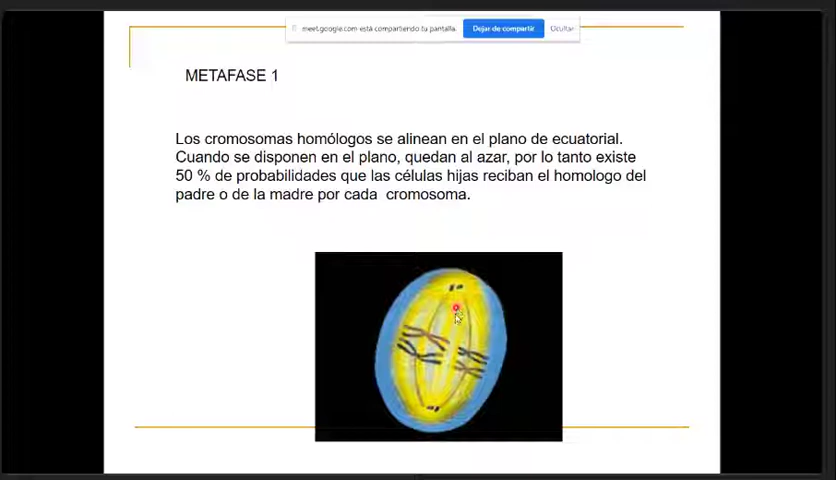 meet.google.com está compartiendo tu pantalla.
Dejar de compartir
Ocultar
METAFASE 1
Los cromosomas homólogos se alinean en el plano de ecuatorial.
Cuando se disponen en el plano, quedan al azar, por lo tanto existe
50 % de probabilidades que las células hijas reciban el homologo del
padre o de la madre por cada cromosoma.